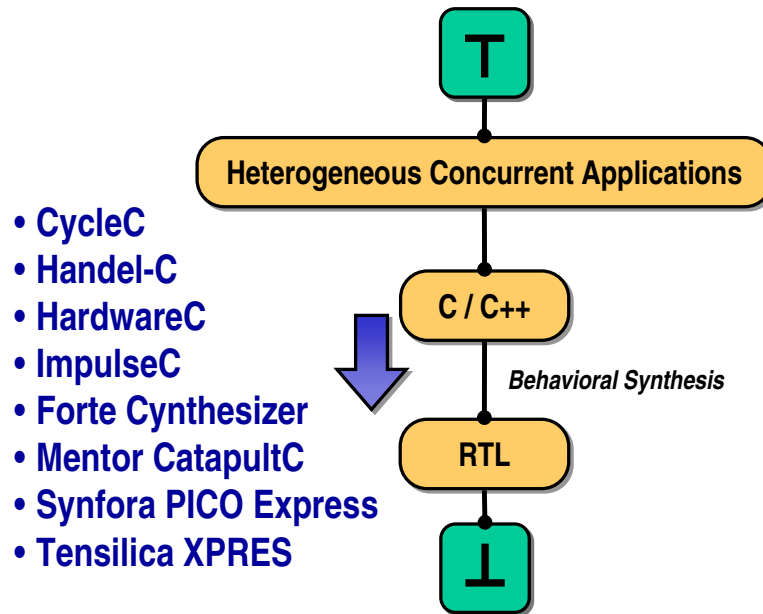 ⊤
Heterogeneous Concurrent Applications
• CycleC
• Handel-C
• HardwareC
• ImpulseC
• Forte Cynthesizer
• Mentor CatapultC
• Synfora PICO Express
• Tensilica XPRES
C / C++
Behavioral Synthesis
RTL
⊥